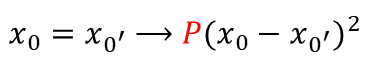 x₀ = x₀′ ⟶ P(x₀ − x₀′)²